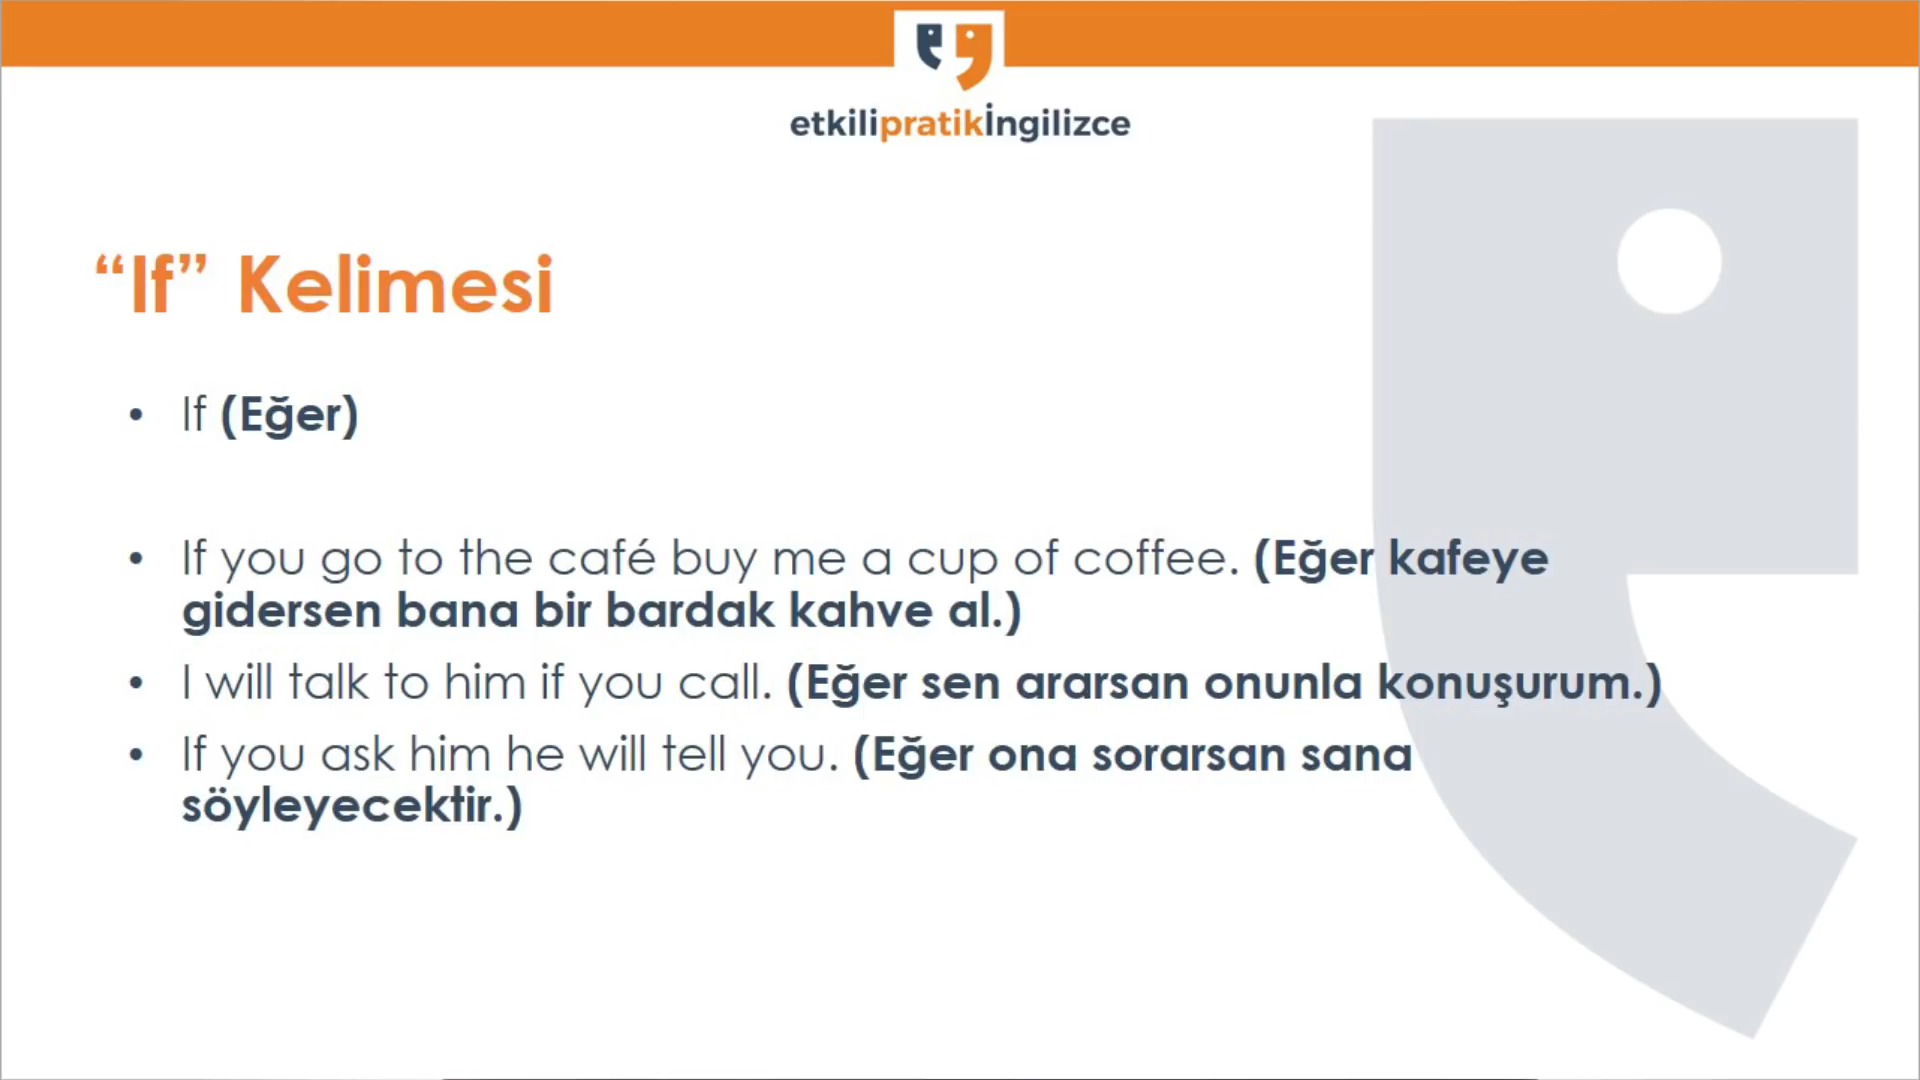 etkilipratikİngilizce
“If” Kelimesi
• If (Eğer)
• If you go to the café buy me a cup of coffee. (Eğer kafeye
gidersen bana bir bardak kahve al.)
• I will talk to him if you call. (Eğer sen ararsan onunla konuşurum.)
• If you ask him he will tell you. (Eğer ona sorarsan sana
söyleyecektir.)